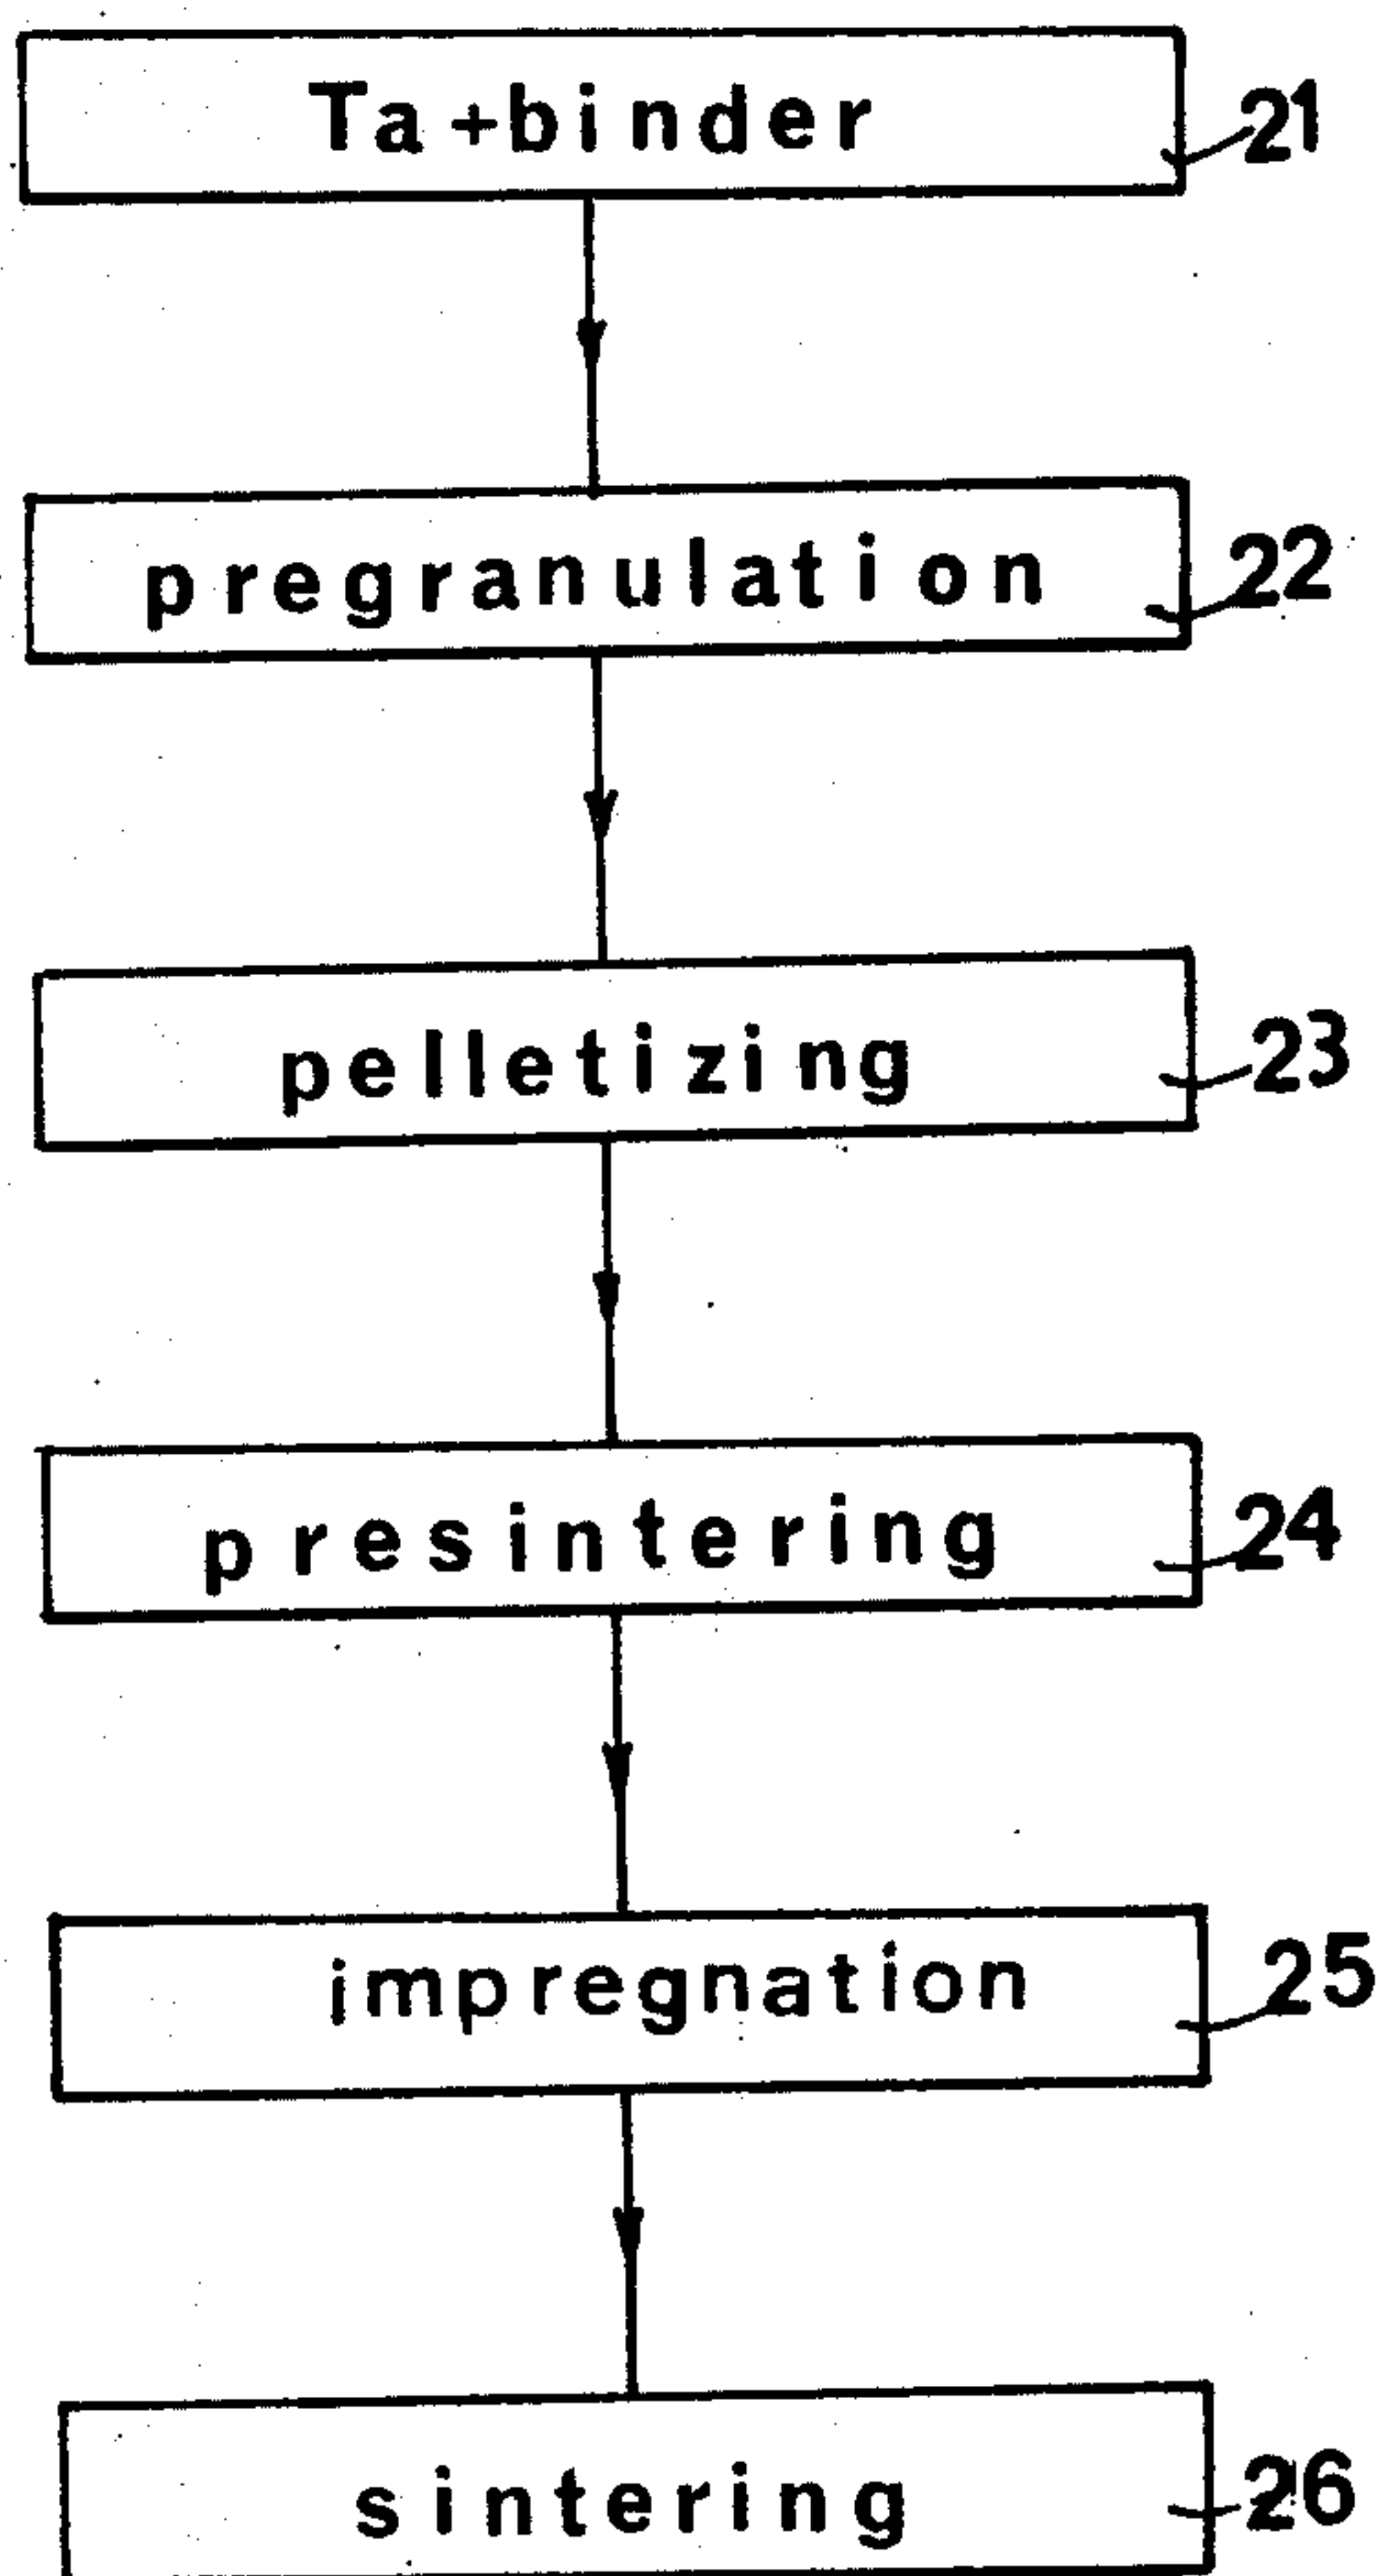 Ta+binder 21
pregranulation 22
pelletizing 23
presintering 24
impregnation 25
sintering 26